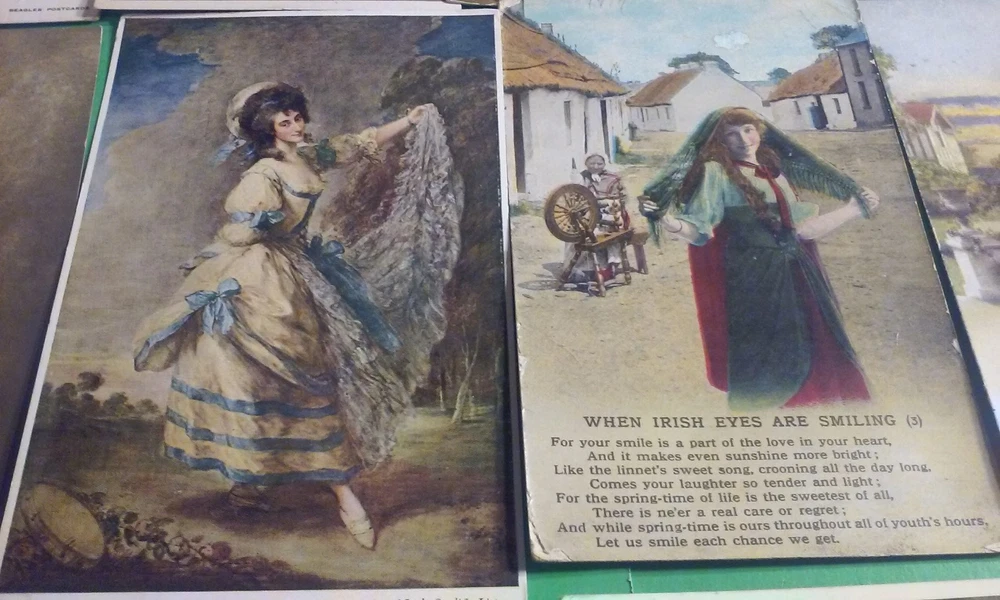 BEAGLES' POSTCARDS
WHEN IRISH EYES ARE SMILING (3)
For your smile is a part of the love in your heart,
And it makes even sunshine more bright;
Like the linnet's sweet song, crooning all the day long,
Comes your laughter so tender and light;
For the spring-time of life is the sweetest of all,
There is ne'er a real care or regret;
And while spring-time is ours throughout all of youth's hours,
Let us smile each chance we get.